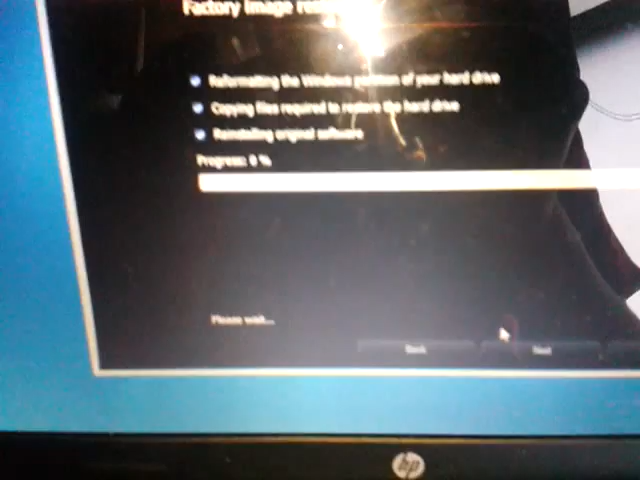 Factory Image
Reformatting the Windows partition of your hard drive
Copying files required to restore the hard drive
Reinstalling original software
Progress: 0 %
Please wait...
Back
Next
hp